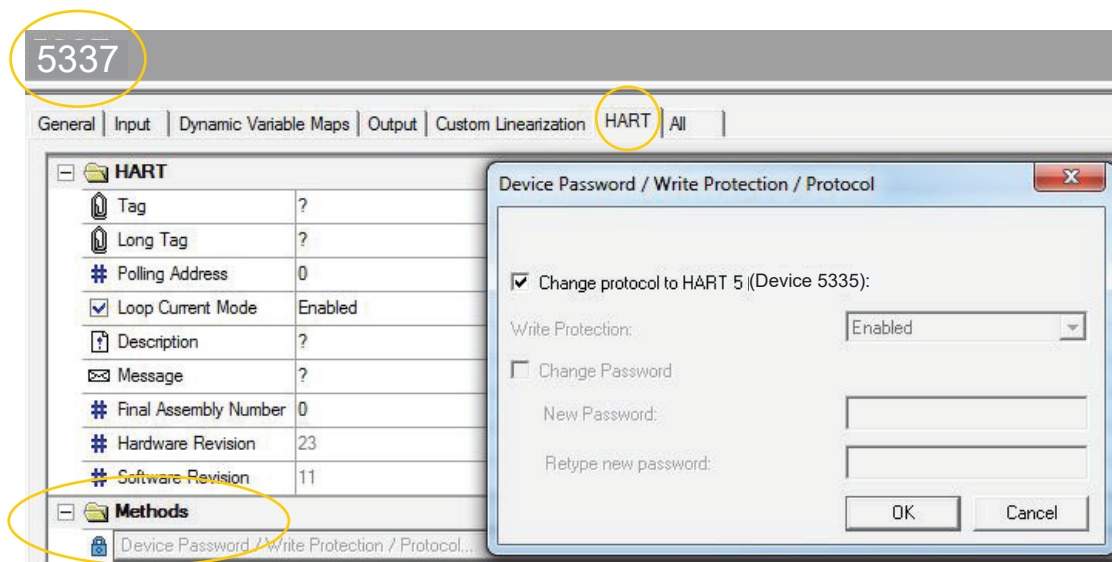 5337
General Input Dynamic Variable Maps Output Custom Linearization HART All
HART
Tag ?
Long Tag ?
# Polling Address 0
Loop Current Mode Enabled
Description ?
Message ?
# Final Assembly Number 0
# Hardware Revision 23
# Software Revision 11
Methods
Device Password / Write Protection / Protocol...
Device Password / Write Protection / Protocol
Change protocol to HART 5 (Device 5335):
Write Protection: Enabled
Change Password
New Password:
Retype new password:
OK Cancel